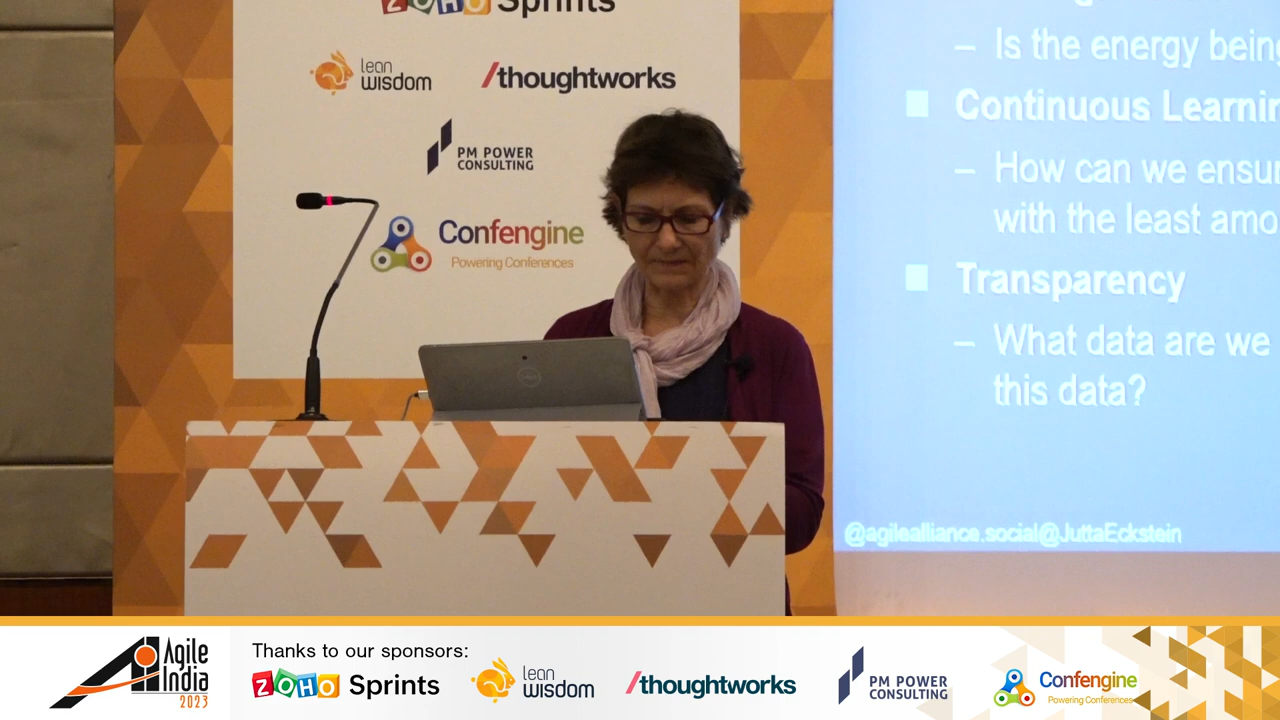 ZOHO Sprints
lean
wisdom
/thoughtworks
PM POWER
CONSULTING
Confengine
Powering Conferences
DELL
– Is the energy being
Continuous Learnin
– How can we ensur
with the least amo
Transparency
– What data are we
this data?
@agilealliance.social@JuttaEckstein
Agile
India
2023
Thanks to our sponsors:
ZOHO Sprints
lean
wisdom
/thoughtworks
PM POWER
CONSULTING
Confengine
Powering Conferences